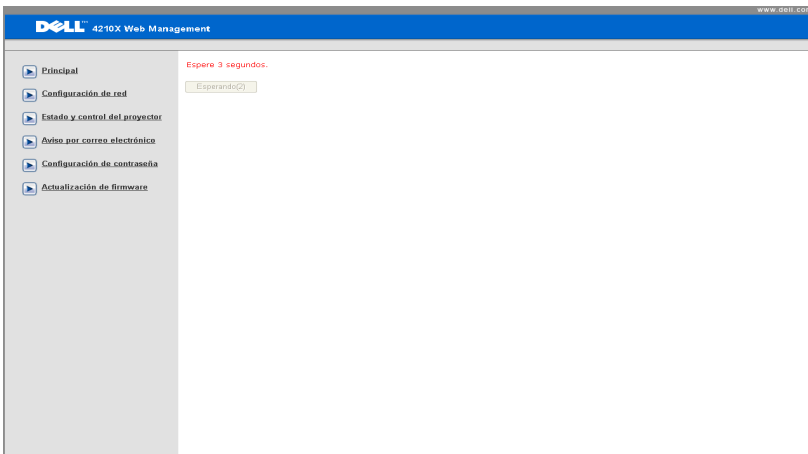 www.dell.com
DELL™ 4210X Web Management
Principal
Configuración de red
Estado y control del proyector
Aviso por correo electrónico
Configuración de contraseña
Actualización de firmware
Espere 3 segundos.
Esperando(2)